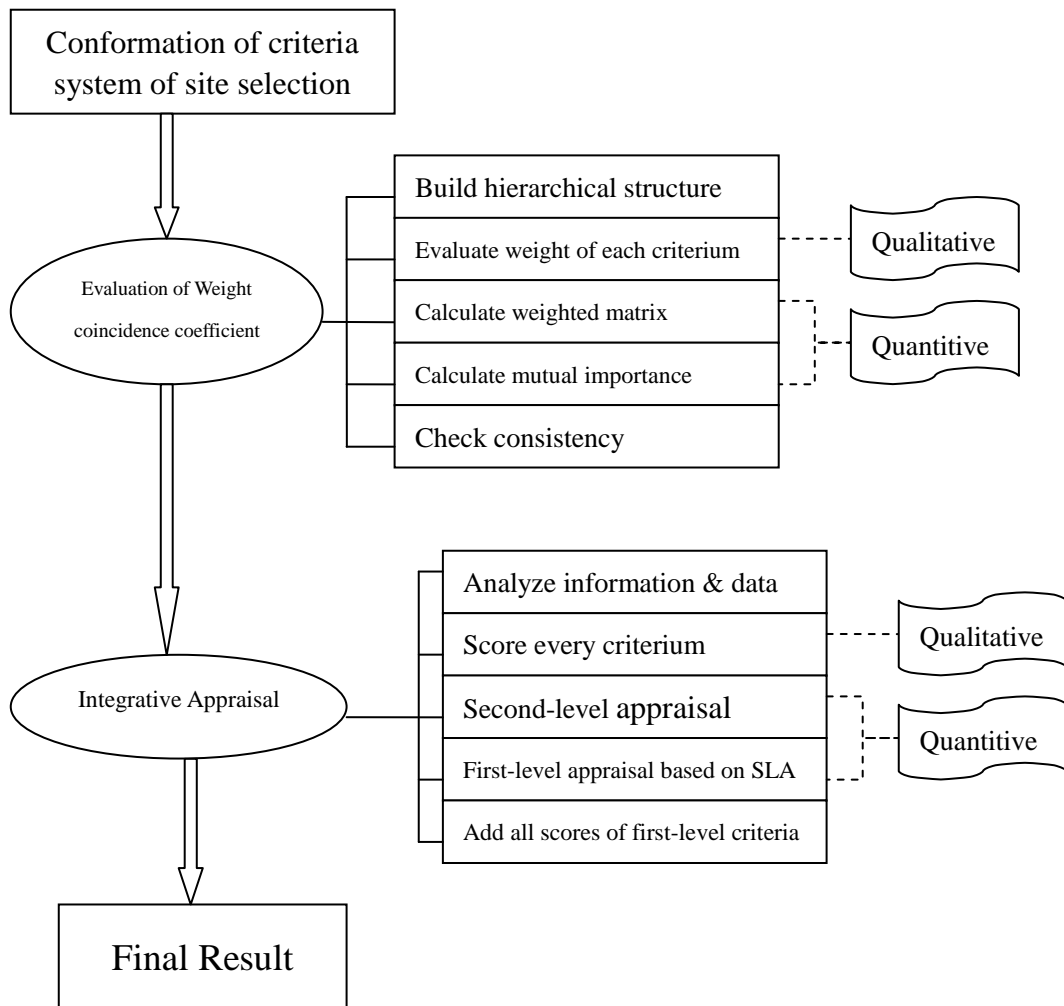 Conformation of criteria
system of site selection
Evaluation of Weight
coincidence coefficient
Build hierarchical structure
Evaluate weight of each criterium
Calculate weighted matrix
Calculate mutual importance
Check consistency
Qualitative
Quantitive
Integrative Appraisal
Analyze information & data
Score every criterium
Second-level appraisal
First-level appraisal based on SLA
Add all scores of first-level criteria
Qualitative
Quantitive
Final Result